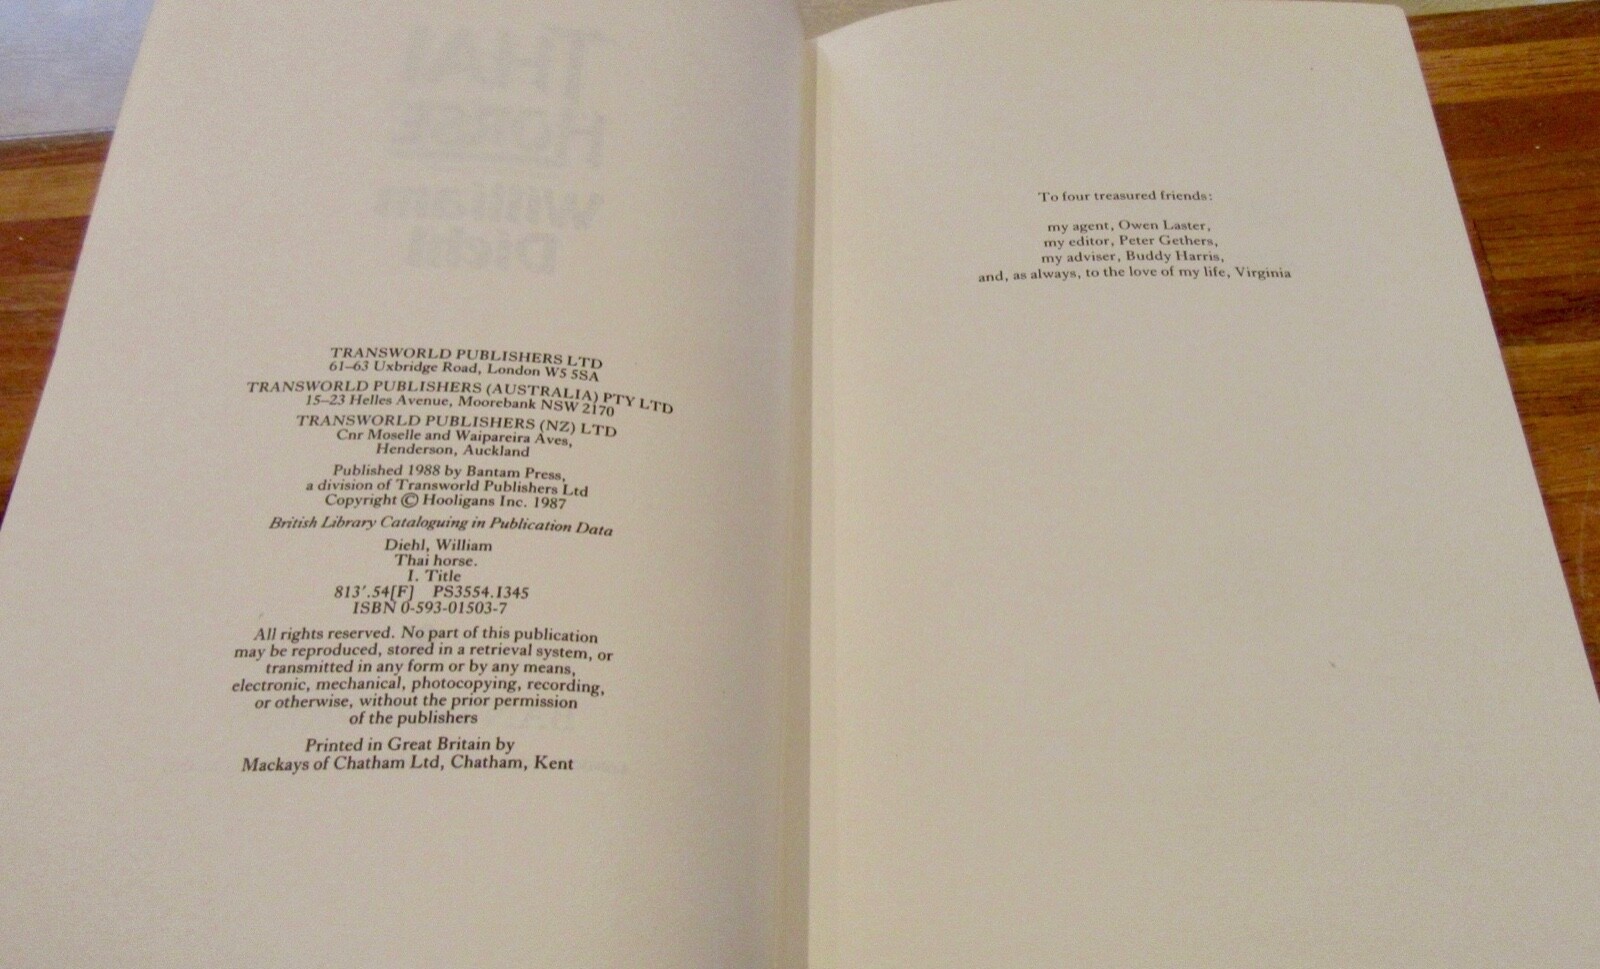 TRANSWORLD PUBLISHERS LTD
61–63 Uxbridge Road, London W5 5SA
TRANSWORLD PUBLISHERS (AUSTRALIA) PTY LTD
15–23 Helles Avenue, Moorebank NSW 2170
TRANSWORLD PUBLISHERS (NZ) LTD
Cnr Moselle and Waipareira Aves,
Henderson, Auckland
Published 1988 by Bantam Press,
a division of Transworld Publishers Ltd
Copyright © Hooligans Inc. 1987
British Library Cataloguing in Publication Data
Diehl, William
Thai horse.
I. Title
813'.54[F] PS3554.1345
ISBN 0-593-01503-7
All rights reserved. No part of this publication
may be reproduced, stored in a retrieval system, or
transmitted in any form or by any means,
electronic, mechanical, photocopying, recording,
or otherwise, without the prior permission
of the publishers
Printed in Great Britain by
Mackays of Chatham Ltd, Chatham, Kent
To four treasured friends:
my agent, Owen Laster,
my editor, Peter Gethers,
my adviser, Buddy Harris,
and, as always, to the love of my life, Virginia